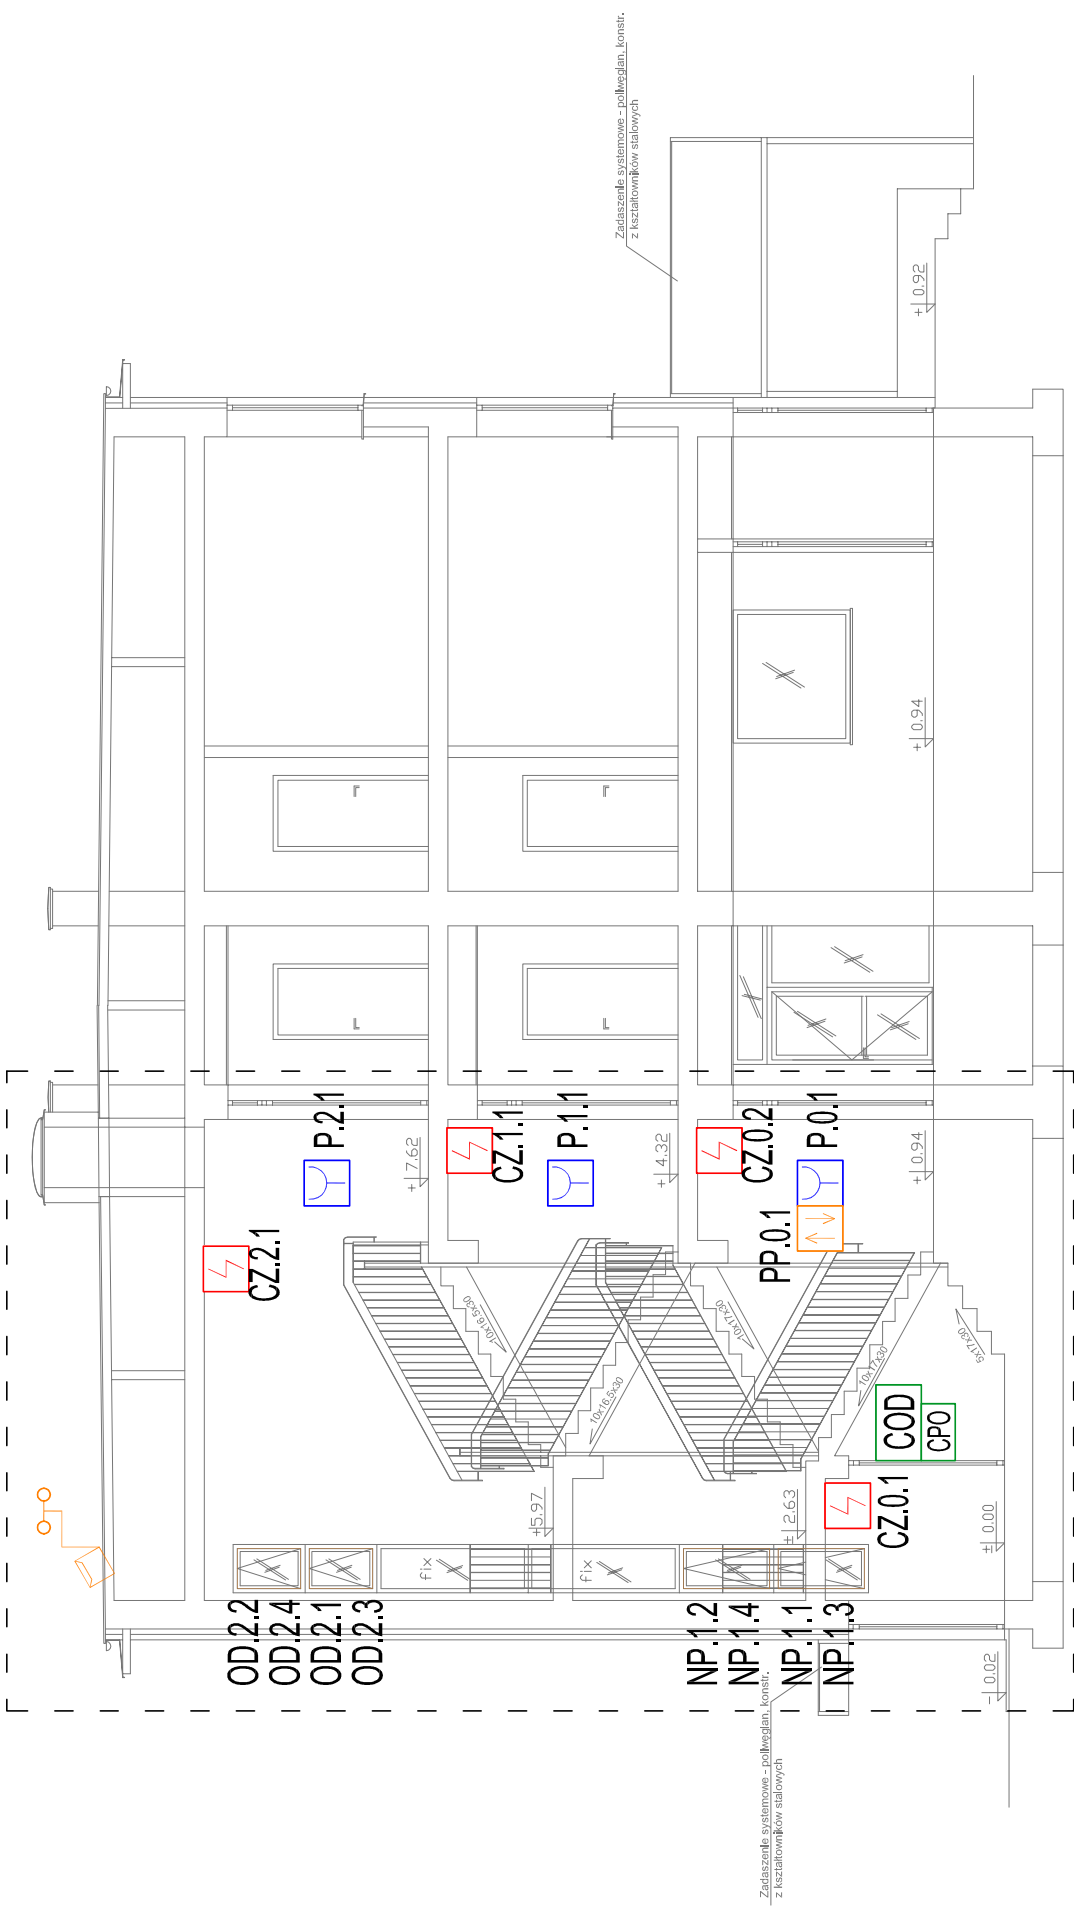 OD.2.2
OD.2.4
OD.2.1
OD.2.3
NP.1.2
NP.1.4
NP.1.1
NP.1.3
Zadaszenie systemowe - poliwęglan, konstr.
z kształtowników stalowych
- 0.02
fix
fix
+5.97
± 2.63
± 0.00
CZ.0.1
COD
CPO
10x16.5x30
10x16.5x30
10x17x30
10x17x30
5x17x30
CZ.2.1
PP.0.1
P.2.1
+ 7.62
CZ.1.1
P.1.1
+ 4.32
CZ.0.2
P.0.1
+ 0.94
+ 0.94
+ 0.92
Zadaszenie systemowe - poliwęglan, konstr.
z kształtowników stalowych